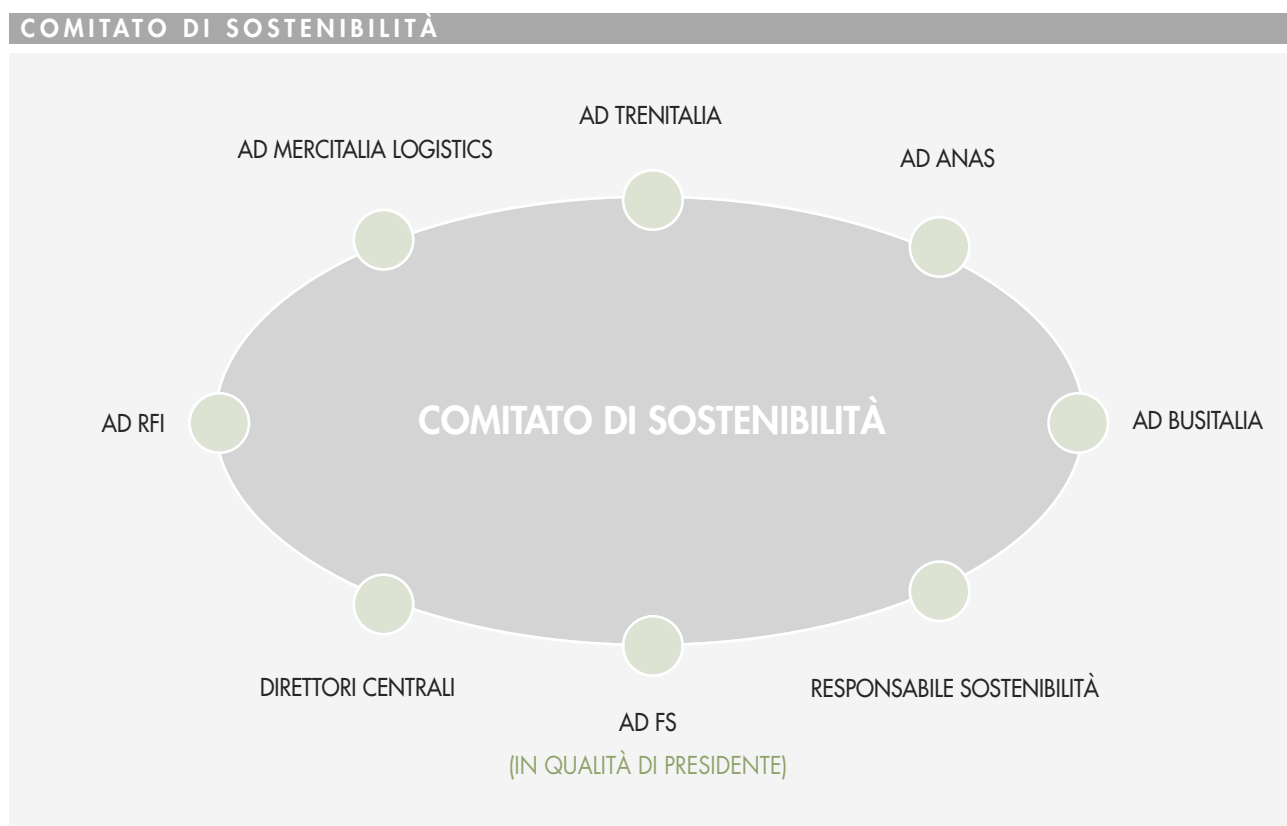 COMITATO DI SOSTENIBILITÀ
AD TRENITALIA
AD MERCITALIA LOGISTICS
AD ANAS
AD RFI
COMITATO DI SOSTENIBILITÀ
AD BUSITALIA
DIRETTORI CENTRALI
RESPONSABILE SOSTENIBILITÀ
AD FS
(IN QUALITÀ DI PRESIDENTE)